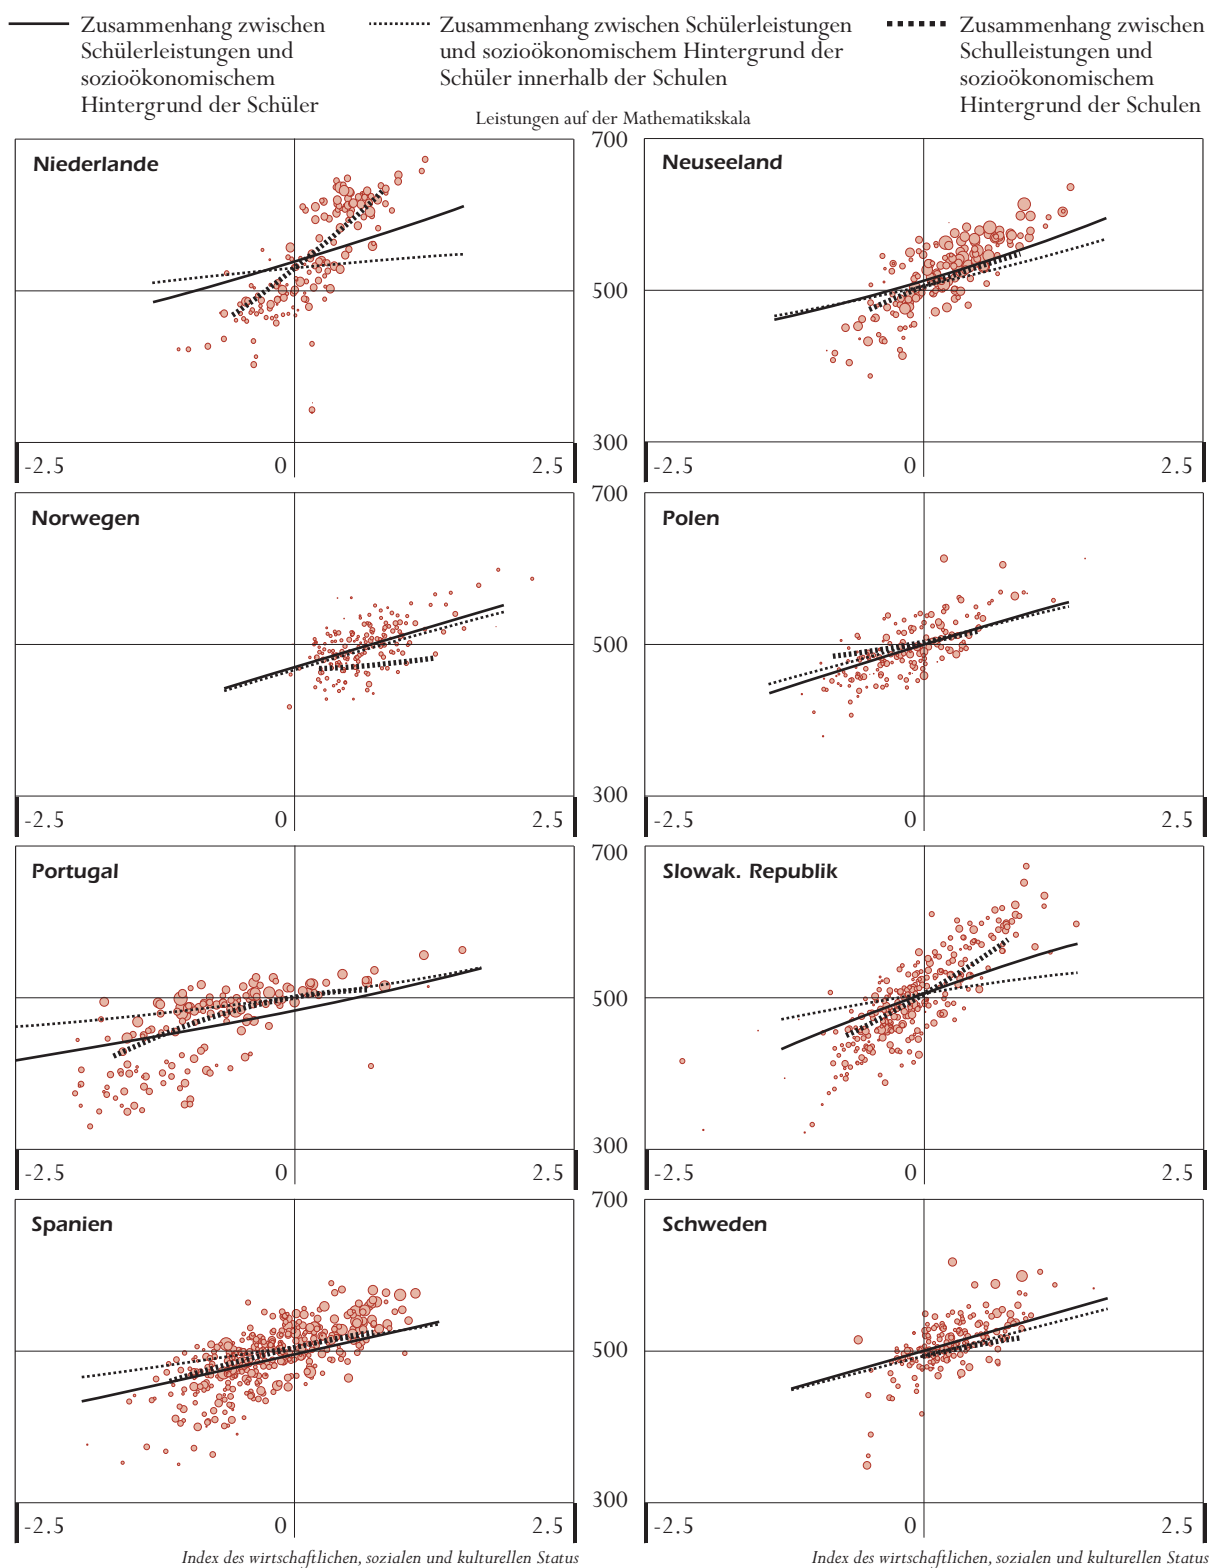 Zusammenhang zwischen
Schülerleistungen und
sozioökonomischem
Hintergrund der Schüler
Zusammenhang zwischen Schülerleistungen
und sozioökonomischem Hintergrund der
Schüler innerhalb der Schulen
Zusammenhang zwischen
Schulleistungen und
sozioökonomischem
Hintergrund der Schulen
Leistungen auf der Mathematikskala
700
Niederlande
Neuseeland
500
300
-2.5 0 2.5
-2.5 0 2.5
700
Norwegen
Polen
500
300
-2.5 0 2.5
-2.5 0 2.5
700
Portugal
Slowak. Republik
500
300
-2.5 0 2.5
-2.5 0 2.5
700
Spanien
Schweden
500
300
-2.5 0 2.5
-2.5 0 2.5
Index des wirtschaftlichen, sozialen und kulturellen Status
Index des wirtschaftlichen, sozialen und kulturellen Status